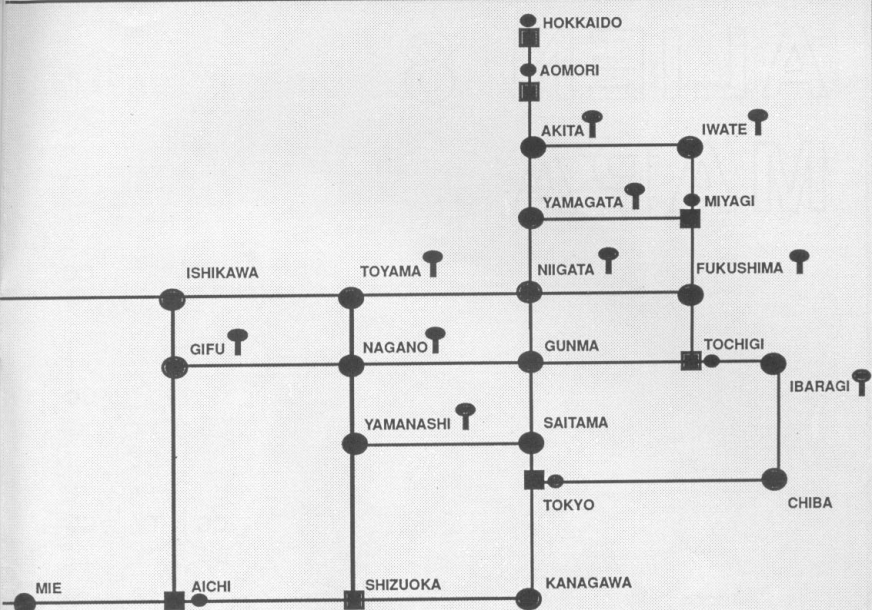 HOKKAIDO
AOMORI
AKITA
IWATE
YAMAGATA
MIYAGI
ISHIKAWA
TOYAMA
NIIGATA
FUKUSHIMA
GIFU
NAGANO
GUNMA
TOCHIGI
IBARAGI
YAMANASHI
SAITAMA
TOKYO
CHIBA
MIE
AICHI
SHIZUOKA
KANAGAWA